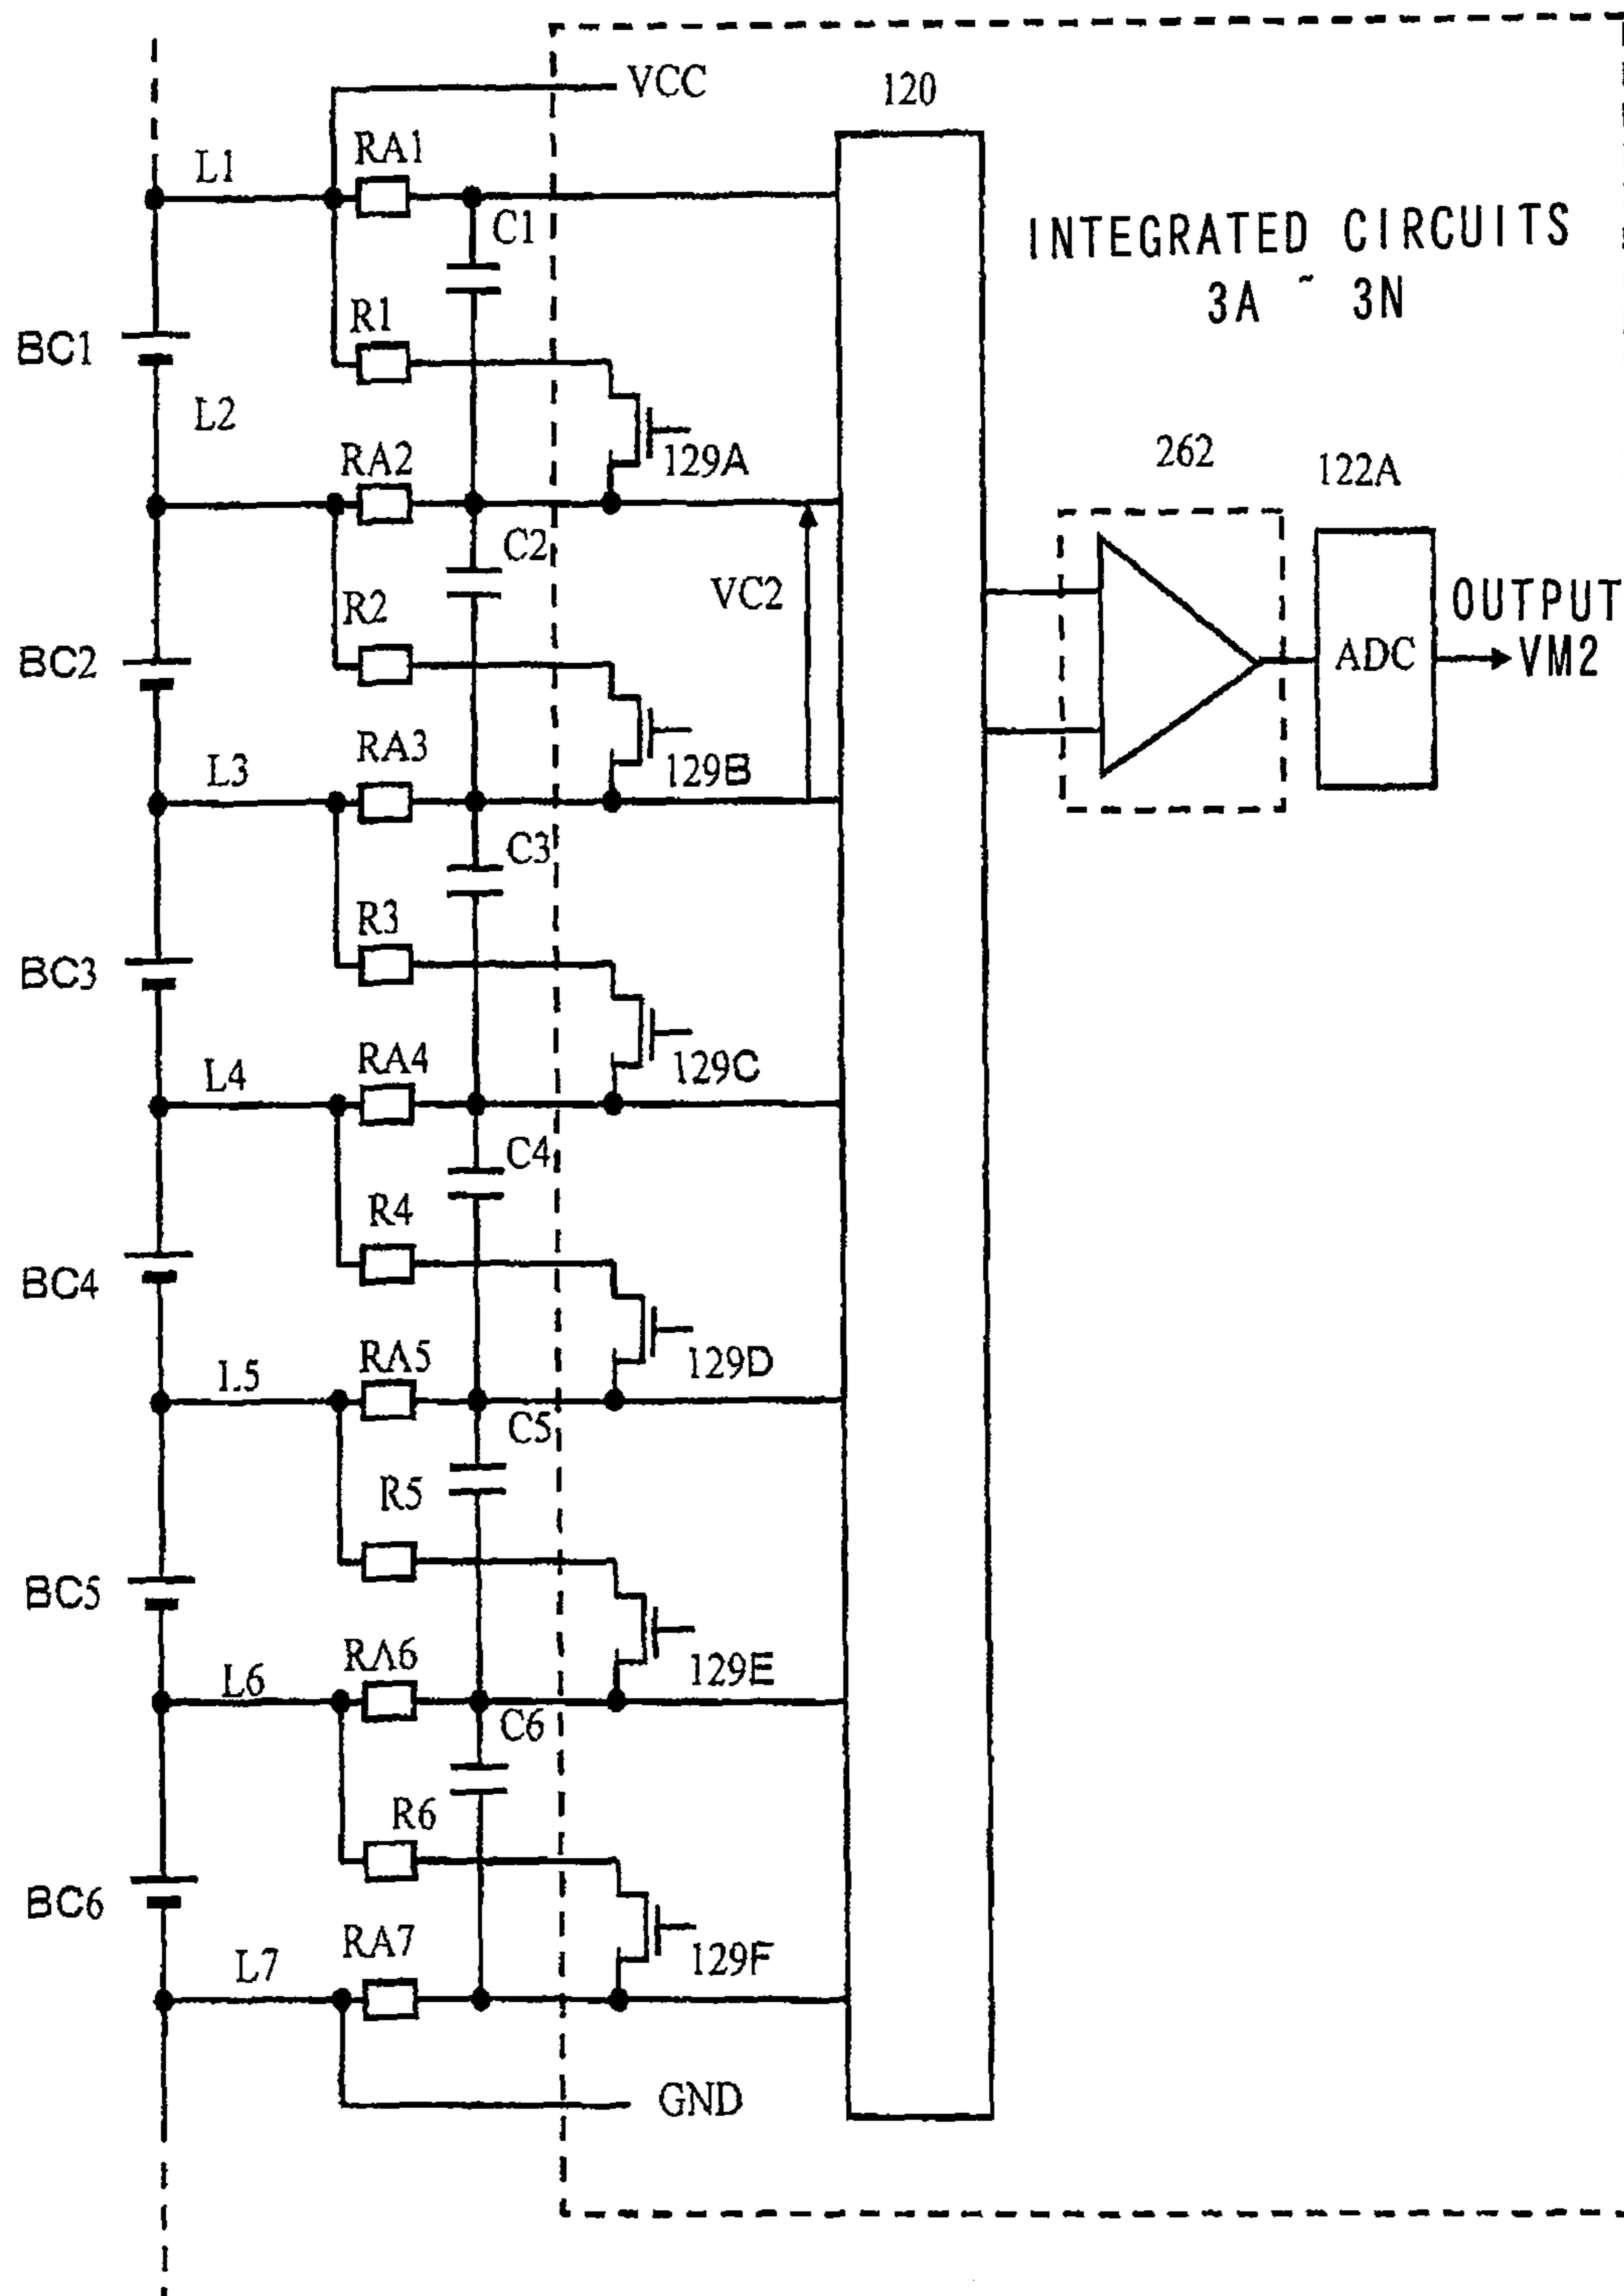 VCC
120
RA1
L1
C1
INTEGRATED CIRCUITS
3A ~ 3N
R1
BC1
L2
RA2
129A
262
122A
C2
R2
VC2
OUTPUT
VM2
ADC
BC2
RA3
L3
129B
C3
R3
BC3
RA4
L4
129C
C4
R4
BC4
RA5
L5
129D
C5
R5
BC5
RA6
L6
129E
C6
R6
BC6
RA7
L7
129F
GND